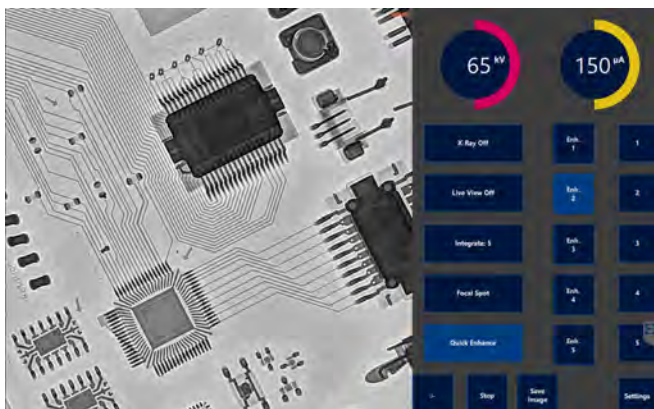 65 kV
150 µA
X-Ray Off
Enh. 1
1
Live View Off
Enh. 2
2
Integrate: 5
Enh. 3
3
Focal Spot
Enh. 4
4
Quick Enhance
Enh. 5
5
Stop
Save Image
Settings